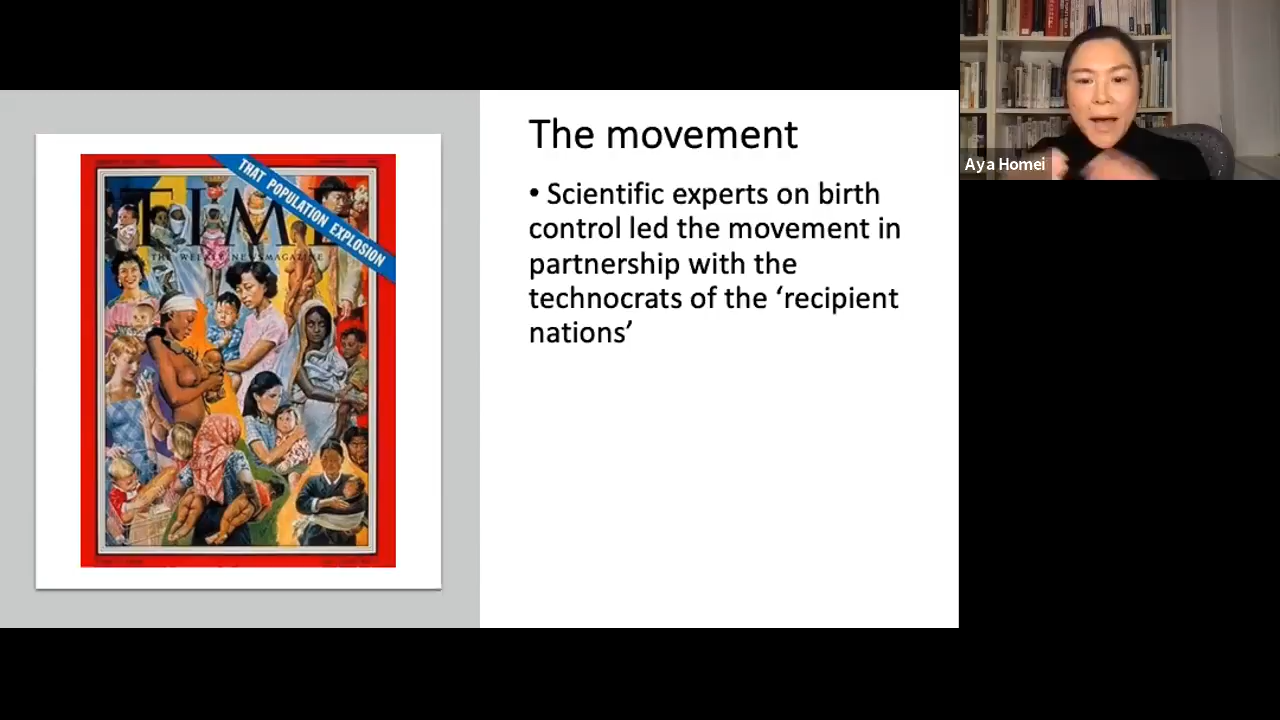 THAT POPULATION EXPLOSION
TIME
THE WEEKLY NEWSMAGAZINE
The movement
• Scientific experts on birth
control led the movement in
partnership with the
technocrats of the ‘recipient
nations’
Aya Homei